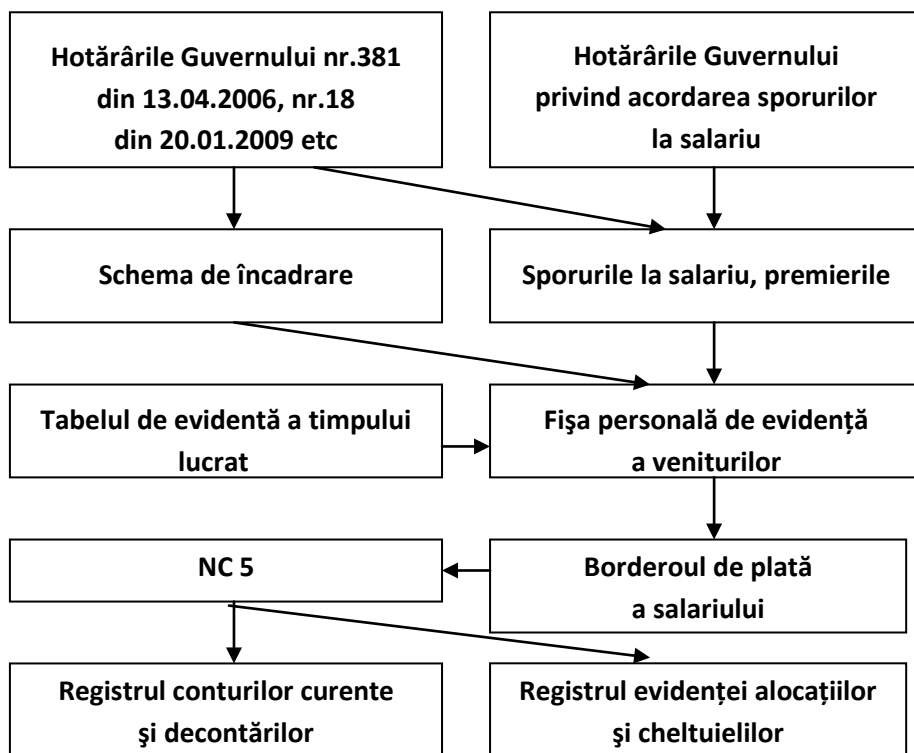 Hotărârile Guvernului nr.381
din 13.04.2006, nr.18
din 20.01.2009 etc
Hotărârile Guvernului
privind acordarea sporurilor
la salariu
Schema de încadrare
Sporurile la salariu, premierile
Tabelul de evidentă a timpului
lucrat
Fişa personală de evidență
a veniturilor
NC 5
Borderoul de plată
a salariului
Registrul conturilor curente
şi decontărilor
Registrul evidenței alocațiilor
şi cheltuielilor